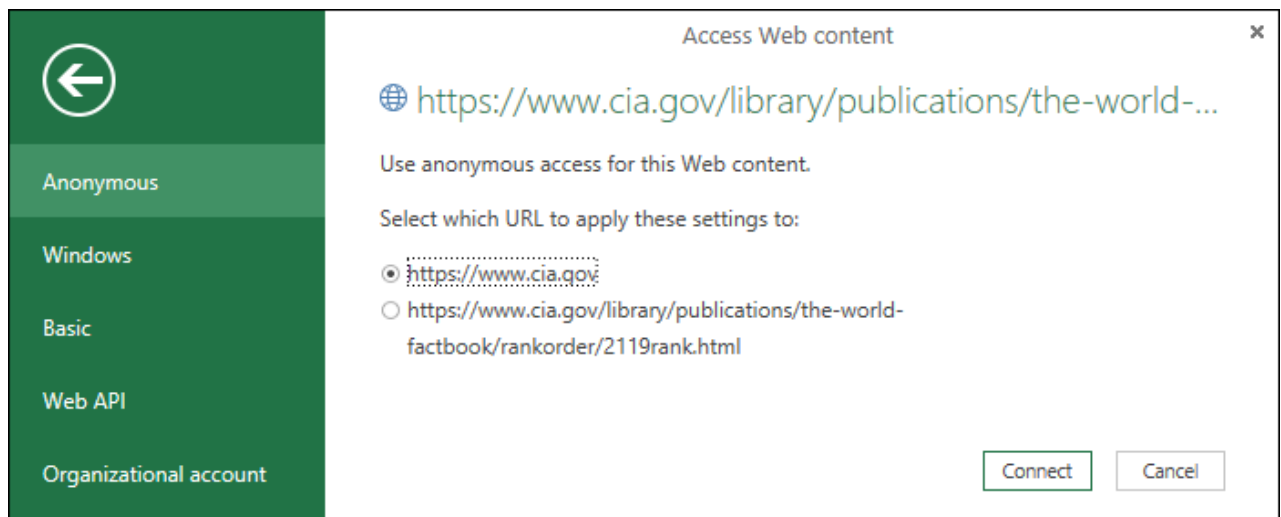 Access Web content
https://www.cia.gov/library/publications/the-world-...
Anonymous
Windows
Basic
Web API
Organizational account
Use anonymous access for this Web content.
Select which URL to apply these settings to:
https://www.cia.gov
https://www.cia.gov/library/publications/the-world-
factbook/rankorder/2119rank.html
Connect
Cancel